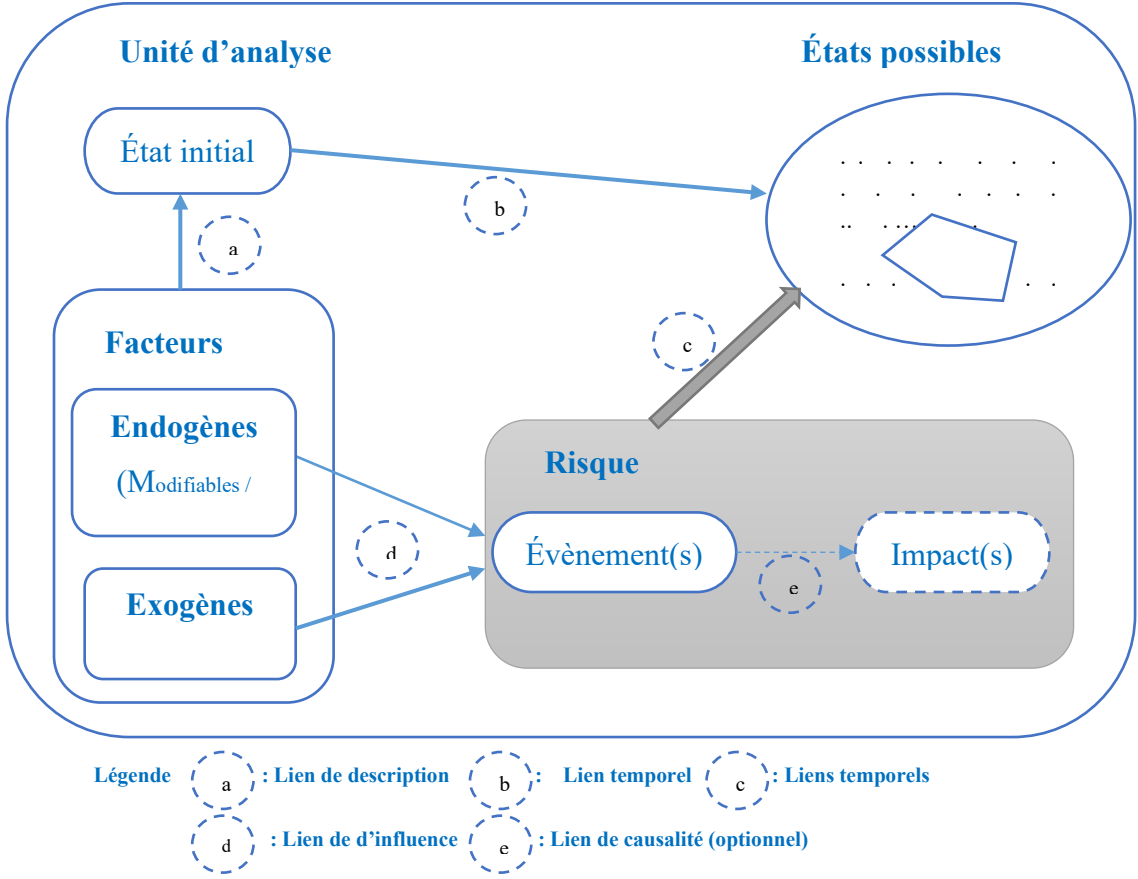 Unité d'analyse
États possibles
État initial
a
b
c
Facteurs
Endogènes
(Modifiables /
Exogènes
d
Risque
Évènement(s)
e
Impact(s)
Légende a : Lien de description b : Lien temporel c : Liens temporels
d : Lien de d'influence e : Lien de causalité (optionnel)